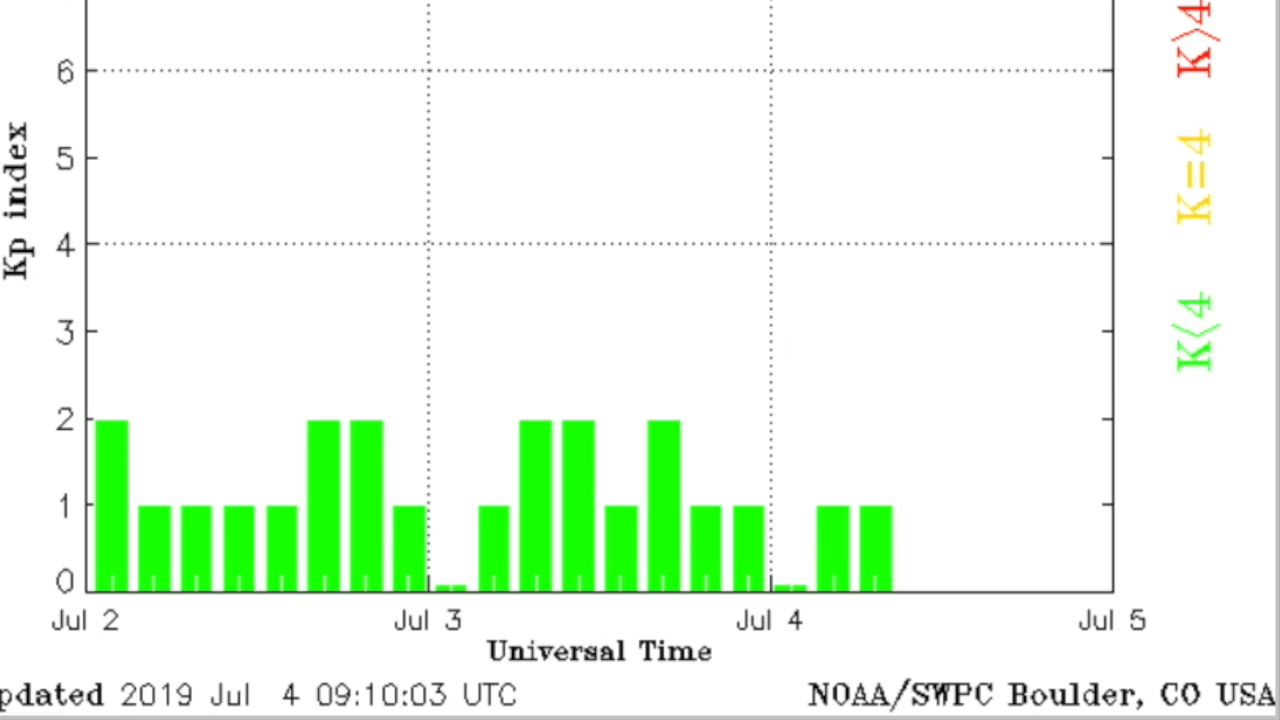 6
5
4
3
2
1
0
Kp index
K>4
K=4
K<4
Jul 2
Jul 3
Jul 4
Jul 5
Universal Time
pdated 2019 Jul 4 09:10:03 UTC
NOAA/SWPC Boulder, CO USA